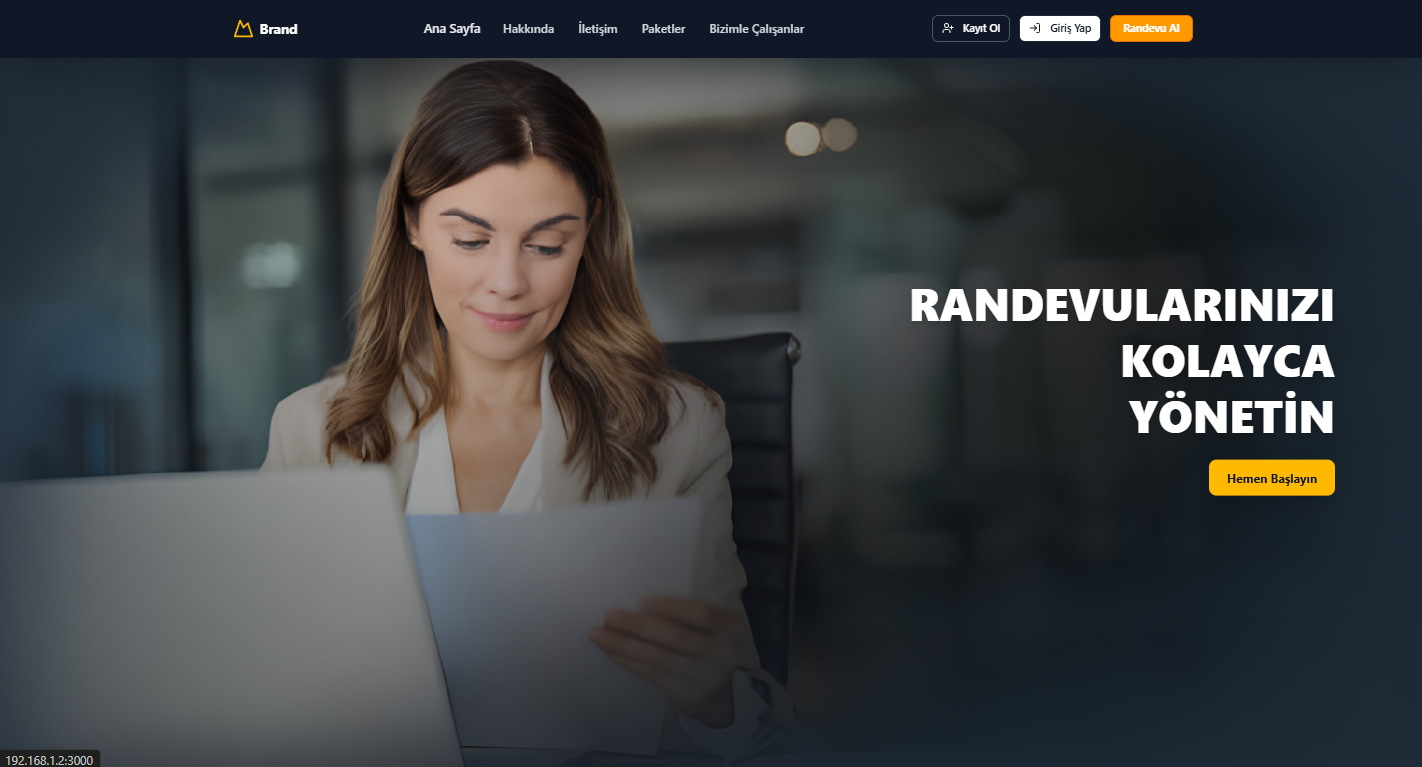 Brand
Ana Sayfa
Hakkında
İletişim
Paketler
Bizimle Çalışanlar
Kayıt Ol
Giriş Yap
Randevu Al
RANDEVULARINIZI
KOLAYCA
YÖNETİN
Hemen Başlayın
192.168.1.2:3000